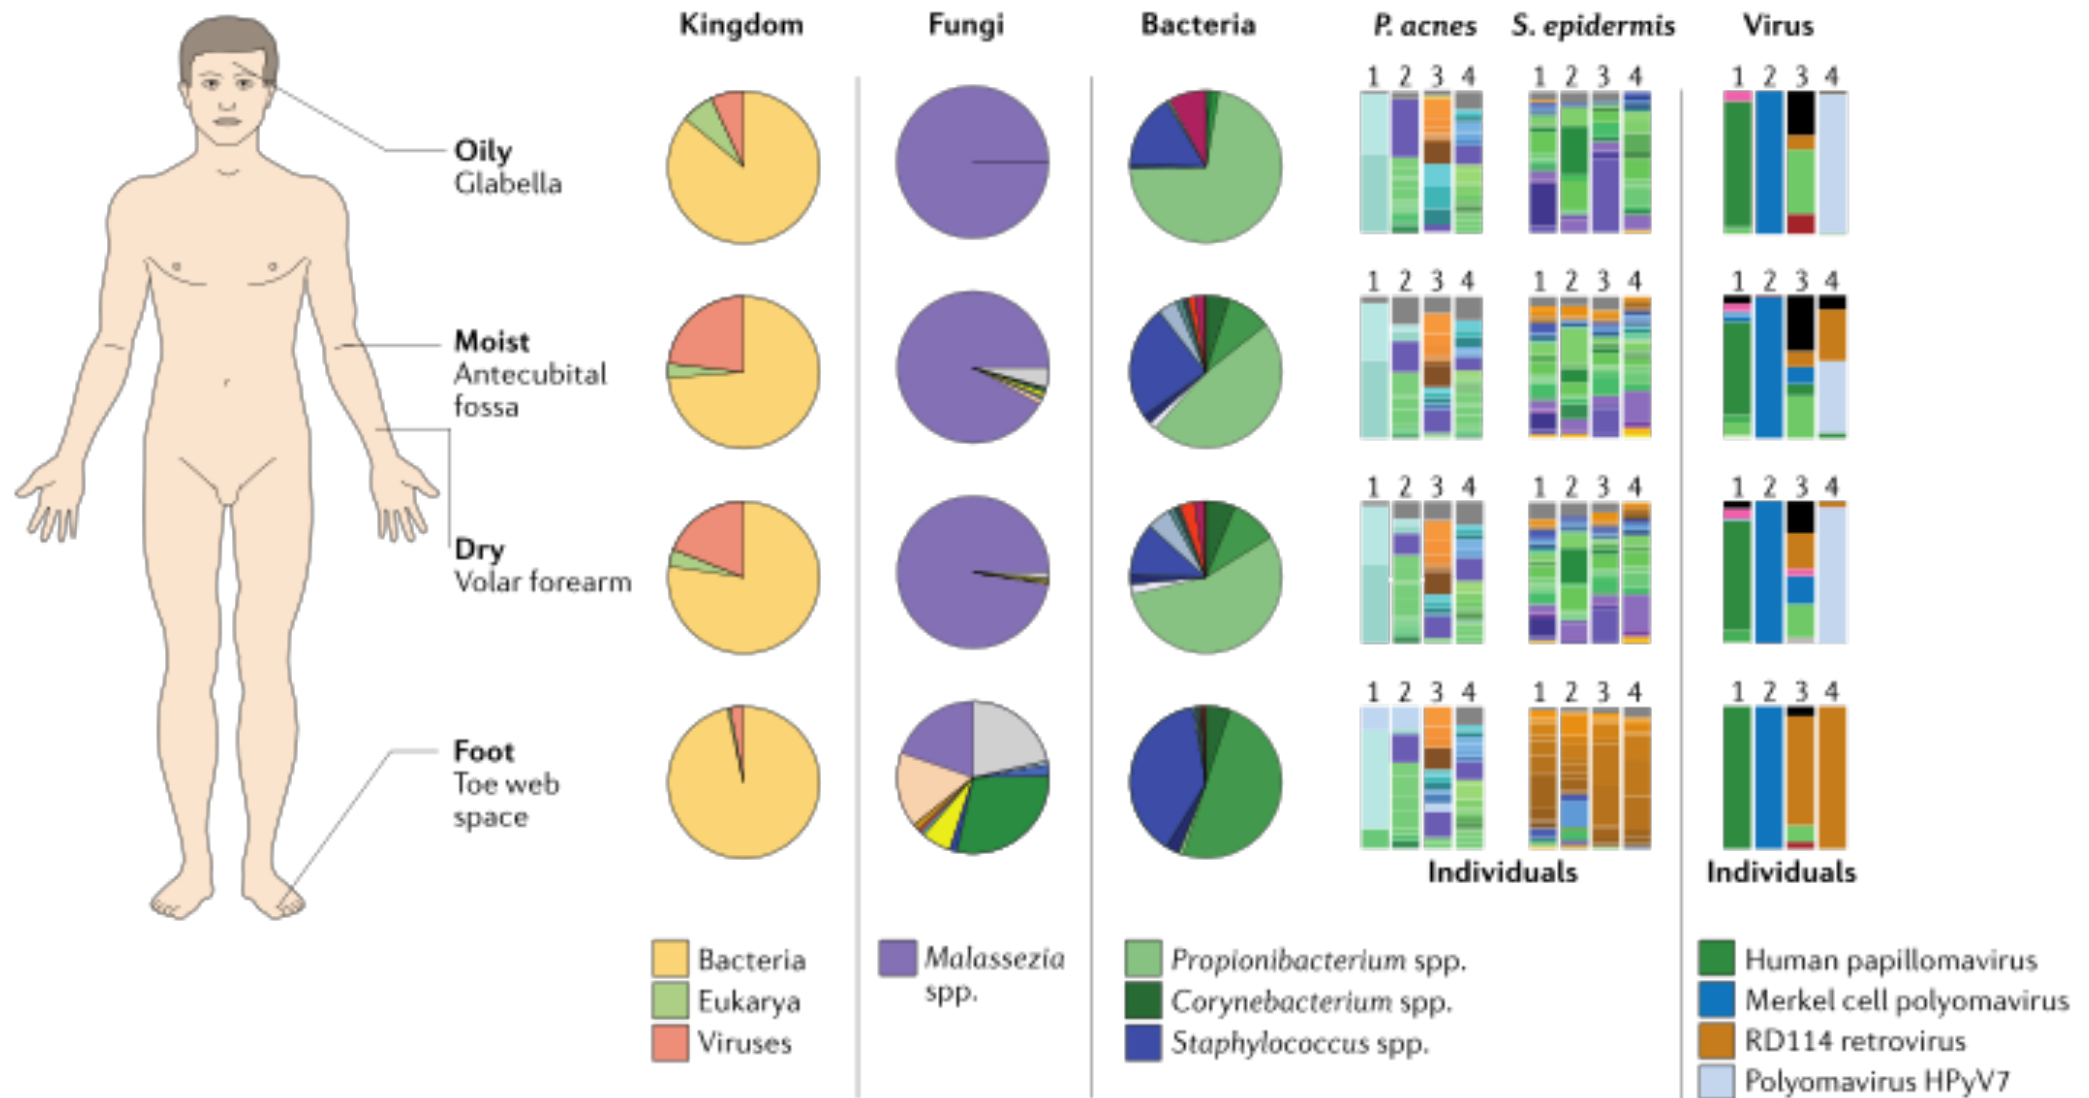 Kingdom Fungi Bacteria P. acnes S. epidermis Virus
1 2 3 4 1 2 3 4 1 2 3 4
Oily
Glabella
1 2 3 4 1 2 3 4 1 2 3 4
Moist
Antecubital
fossa
1 2 3 4 1 2 3 4 1 2 3 4
Dry
Volar forearm
1 2 3 4 1 2 3 4 1 2 3 4
Foot
Toe web
space
Individuals Individuals
Bacteria
Eukarya
Viruses
Malassezia
spp.
Propionibacterium spp.
Corynebacterium spp.
Staphylococcus spp.
Human papillomavirus
Merkel cell polyomavirus
RD114 retrovirus
Polyomavirus HPyV7